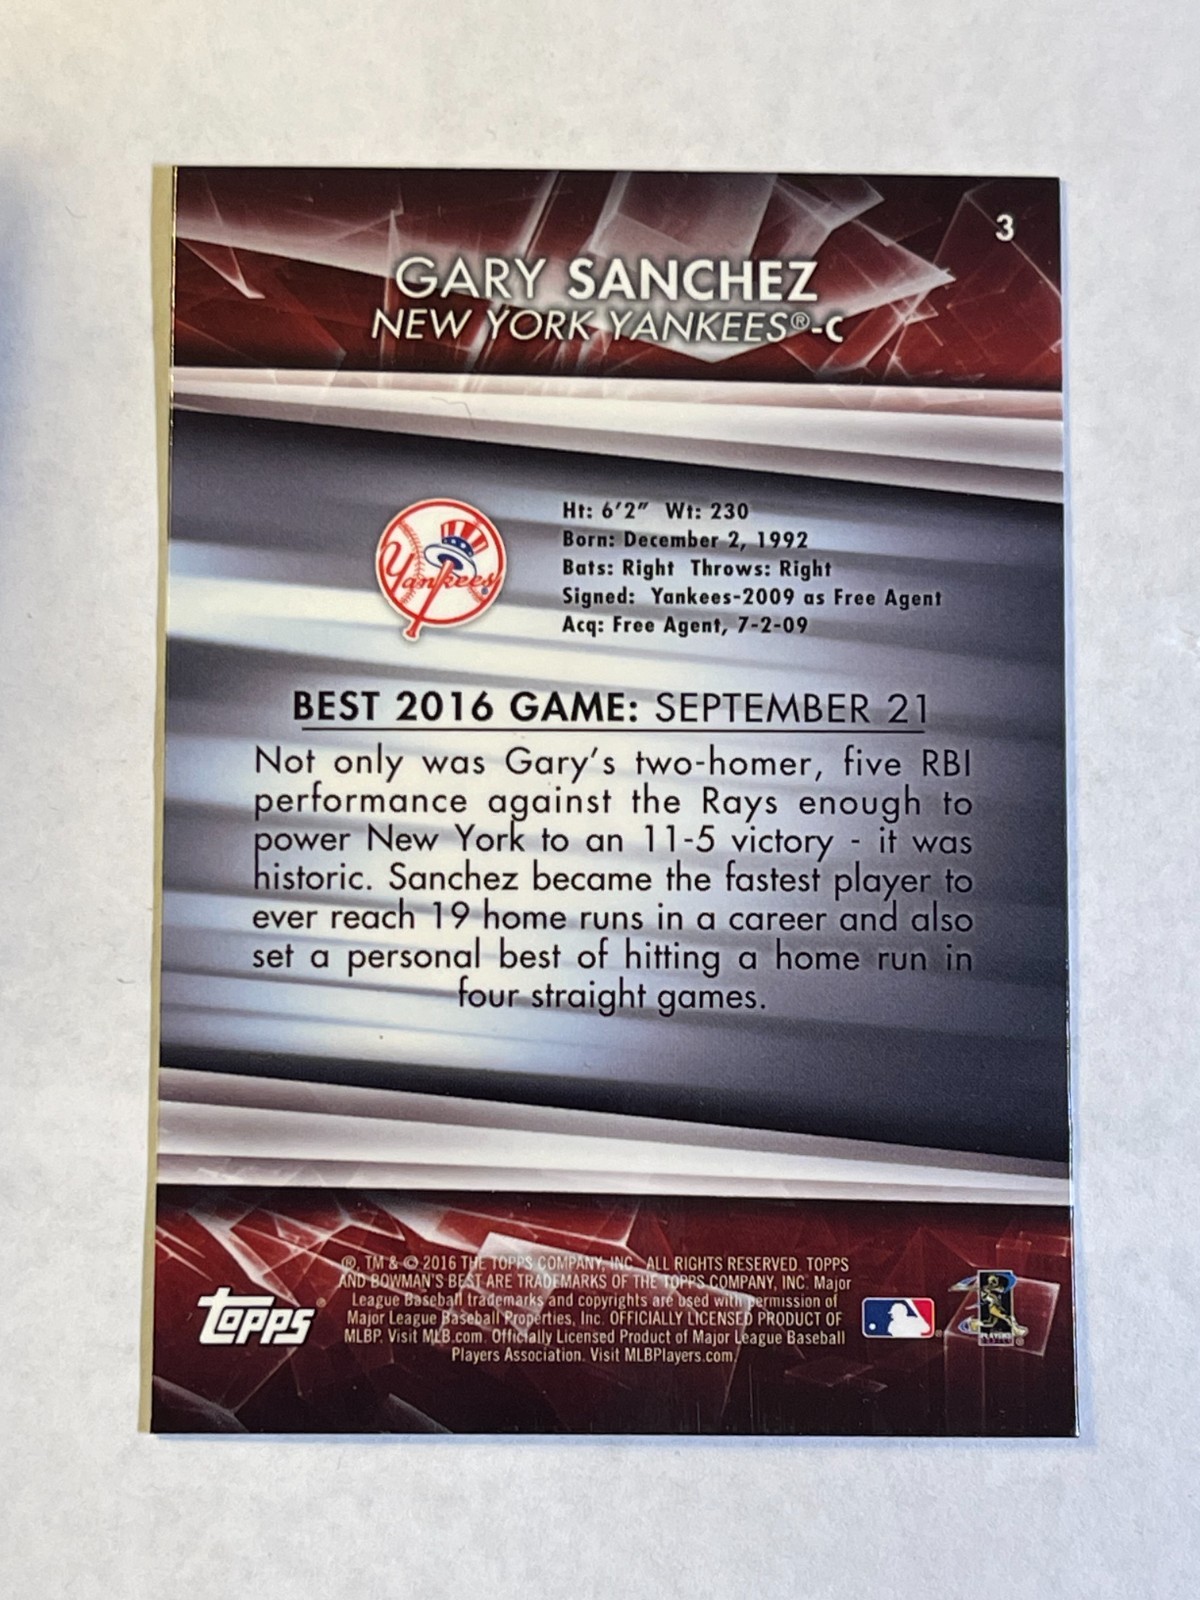 3
GARY SANCHEZ
NEW YORK YANKEES®-C
Yankees
Ht: 6'2" Wt: 230
Born: December 2, 1992
Bats: Right Throws: Right
Signed: Yankees-2009 as Free Agent
Acq: Free Agent, 7-2-09
BEST 2016 GAME: SEPTEMBER 21
Not only was Gary's two-homer, five RBI
performance against the Rays enough to
power New York to an 11-5 victory - it was
historic. Sanchez became the fastest player to
ever reach 19 home runs in a career and also
set a personal best of hitting a home run in
four straight games.
®, TM & © 2016 THE TOPPS COMPANY, INC. ALL RIGHTS RESERVED. TOPPS
AND BOWMAN'S BEST ARE TRADEMARKS OF THE TOPPS COMPANY, INC. Major
League Baseball trademarks and copyrights are used with permission of
Major League Baseball Properties, Inc. OFFICIALLY LICENSED PRODUCT OF
MLBP. Visit MLB.com. Officially Licensed Product of Major League Baseball
Players Association. Visit MLBPlayers.com.
TOPPS®
PLAYERS